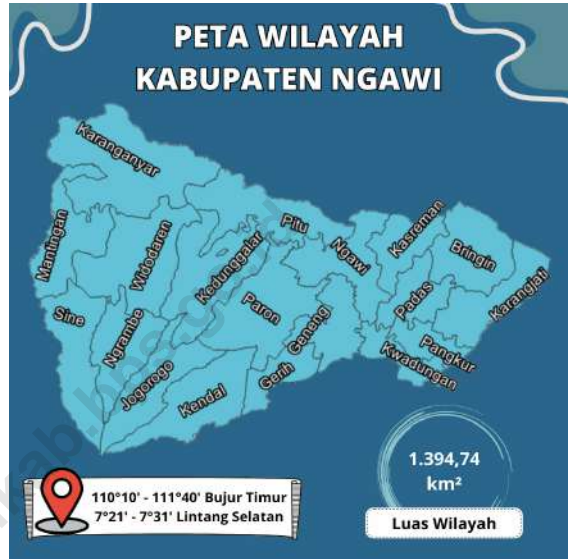 PETA WILAYAH
KABUPATEN NGAWI
Karanganyar
Mantingan
Sine
Widodaren
Ngrambe
Jogorogo
Kedunggalar
Kendal
Paron
Pitu
Ngawi
Geneng
Gerih
Kasreman
Padas
Bringin
Karangjati
Pangkur
Kwadungan
110°10' - 111°40' Bujur Timur
7°21' - 7°31' Lintang Selatan
1.394,74
km²
Luas Wilayah